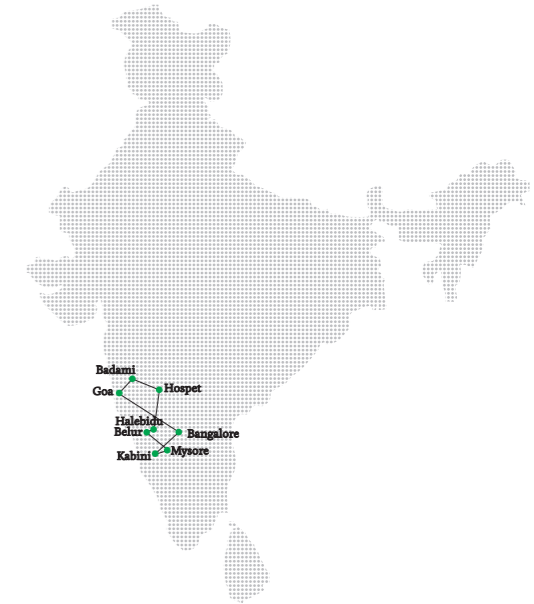 Badami
Goa
Hospet
Halebidu
Belur
Bangalore
Kabini
Mysore